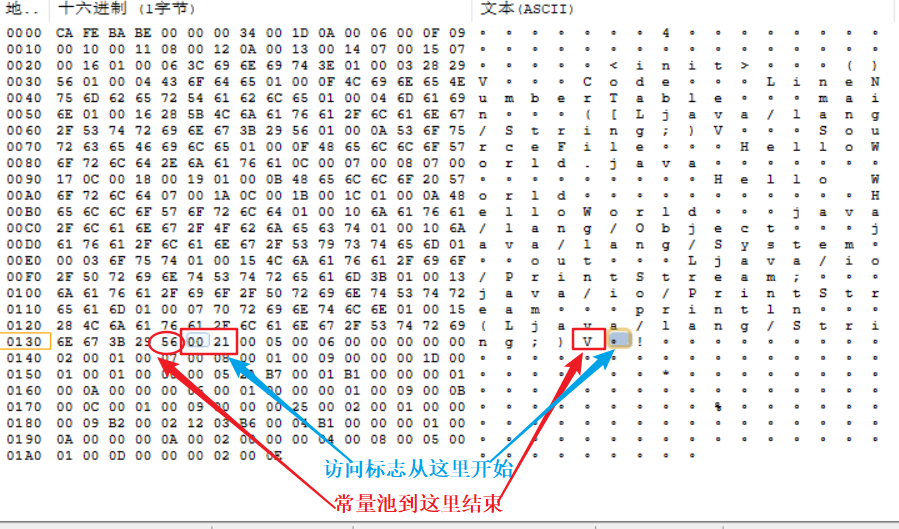 地.. 十六进制 (1字节) 文本(ASCII)
0000 CA FE BA BE 00 00 00 34 00 1D 0A 00 06 00 0F 09 4
0010 00 10 00 11 08 00 12 0A 00 13 00 14 07 00 15 07
0020 00 16 01 00 06 3C 69 6E 69 74 3E 01 00 03 28 29 < i n i t > ( )
0030 56 01 00 04 43 6F 64 65 01 00 0F 4C 69 6E 65 4E V C o d e L i n e N
0040 75 6D 62 65 72 54 61 62 6C 65 01 00 04 6D 61 69 u m b e r T a b l e m a i
0050 6E 01 00 16 28 5B 4C 6A 61 76 61 2F 6C 61 6E 67 n ( [ L j a v a / l a n g
0060 2F 53 74 72 69 6E 67 3B 29 56 01 00 0A 53 6F 75 / S t r i n g ; ) V S o u
0070 72 63 65 46 69 6C 65 01 00 0F 48 65 6C 6C 6F 57 r c e F i l e H e l l o W
0080 6F 72 6C 64 2E 6A 61 76 61 0C 00 07 00 08 07 00 o r l d . j a v a
0090 17 0C 00 18 00 19 01 00 0B 48 65 6C 6C 6F 20 57 H e l l o W
00A0 6F 72 6C 64 07 00 1A 0C 00 1B 00 1C 01 00 0A 48 o r l d H
00B0 65 6C 6C 6F 57 6F 72 6C 64 01 00 10 6A 61 76 61 e l l o W o r l d j a v a
00C0 2F 6C 61 6E 67 2F 4F 62 6A 65 63 74 01 00 10 6A / l a n g / O b j e c t j
00D0 61 76 61 2F 6C 61 6E 67 2F 53 79 73 74 65 6D 01 a v a / l a n g / S y s t e m
00E0 00 03 6F 75 74 01 00 15 4C 6A 61 76 61 2F 69 6F o u t L j a v a / i o
00F0 2F 50 72 69 6E 74 53 74 72 65 61 6D 3B 01 00 13 / P r i n t S t r e a m ;
0100 6A 61 76 61 2F 69 6F 2F 50 72 69 6E 74 53 74 72 j a v a / i o / P r i n t S t r
0110 65 61 6D 01 00 07 70 72 69 6E 74 6C 6E 01 00 15 e a m p r i n t l n
0120 28 4C 6A 61 76 61 2F 6C 61 6E 67 2F 53 74 72 69 ( L j a v a / l a n g / S t r i
0130 6E 67 3B 29 56 00 21 00 05 00 06 00 00 00 00 00 n g ; ) V !
0140 02 00 01 00 07 00 08 00 01 00 09 00 00 00 1D 00
0150 01 00 01 00 00 00 05 2A B7 00 01 B1 00 00 00 01 *
0160 00 0A 00 00 00 06 00 01 00 00 00 01 00 09 00 0B
0170 00 0C 00 01 00 09 00 00 00 25 00 02 00 01 00 00 %
0180 00 09 B2 00 02 12 03 B6 00 04 B1 00 00 00 01 00
0190 0A 00 00 00 0A 00 02 00 00 00 04 00 08 00 05 00
01A0 01 00 0D 00 00 00 02 00 0E
访问标志从这里开始
常量池到这里结束